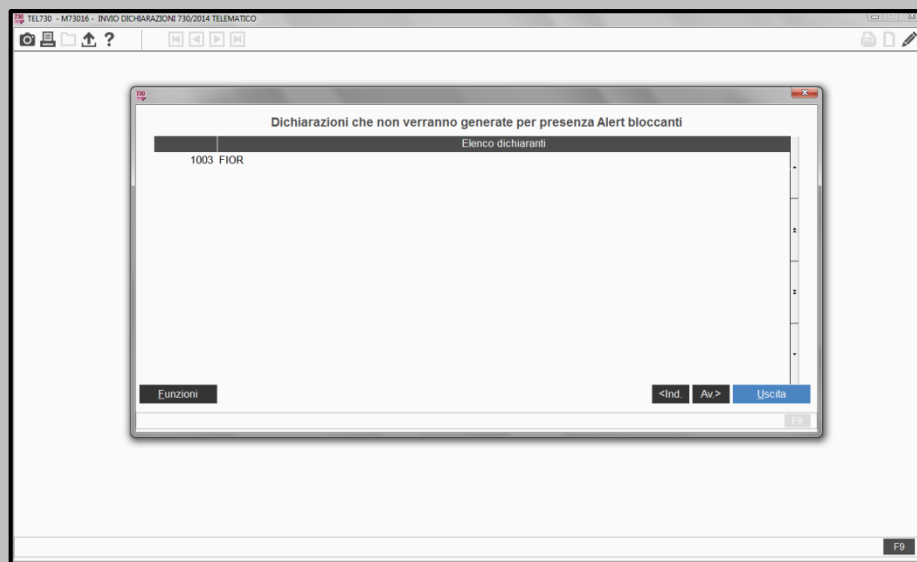 TEL730 - M73016 - INVIO DICHIARAZIONI 730/2014 TELEMATICO
?
730
Dichiarazioni che non verranno generate per presenza Alert bloccanti
Elenco dichiaranti
1003 FIOR
Funzioni
<Ind.
Av.>
Uscita
F9
F9